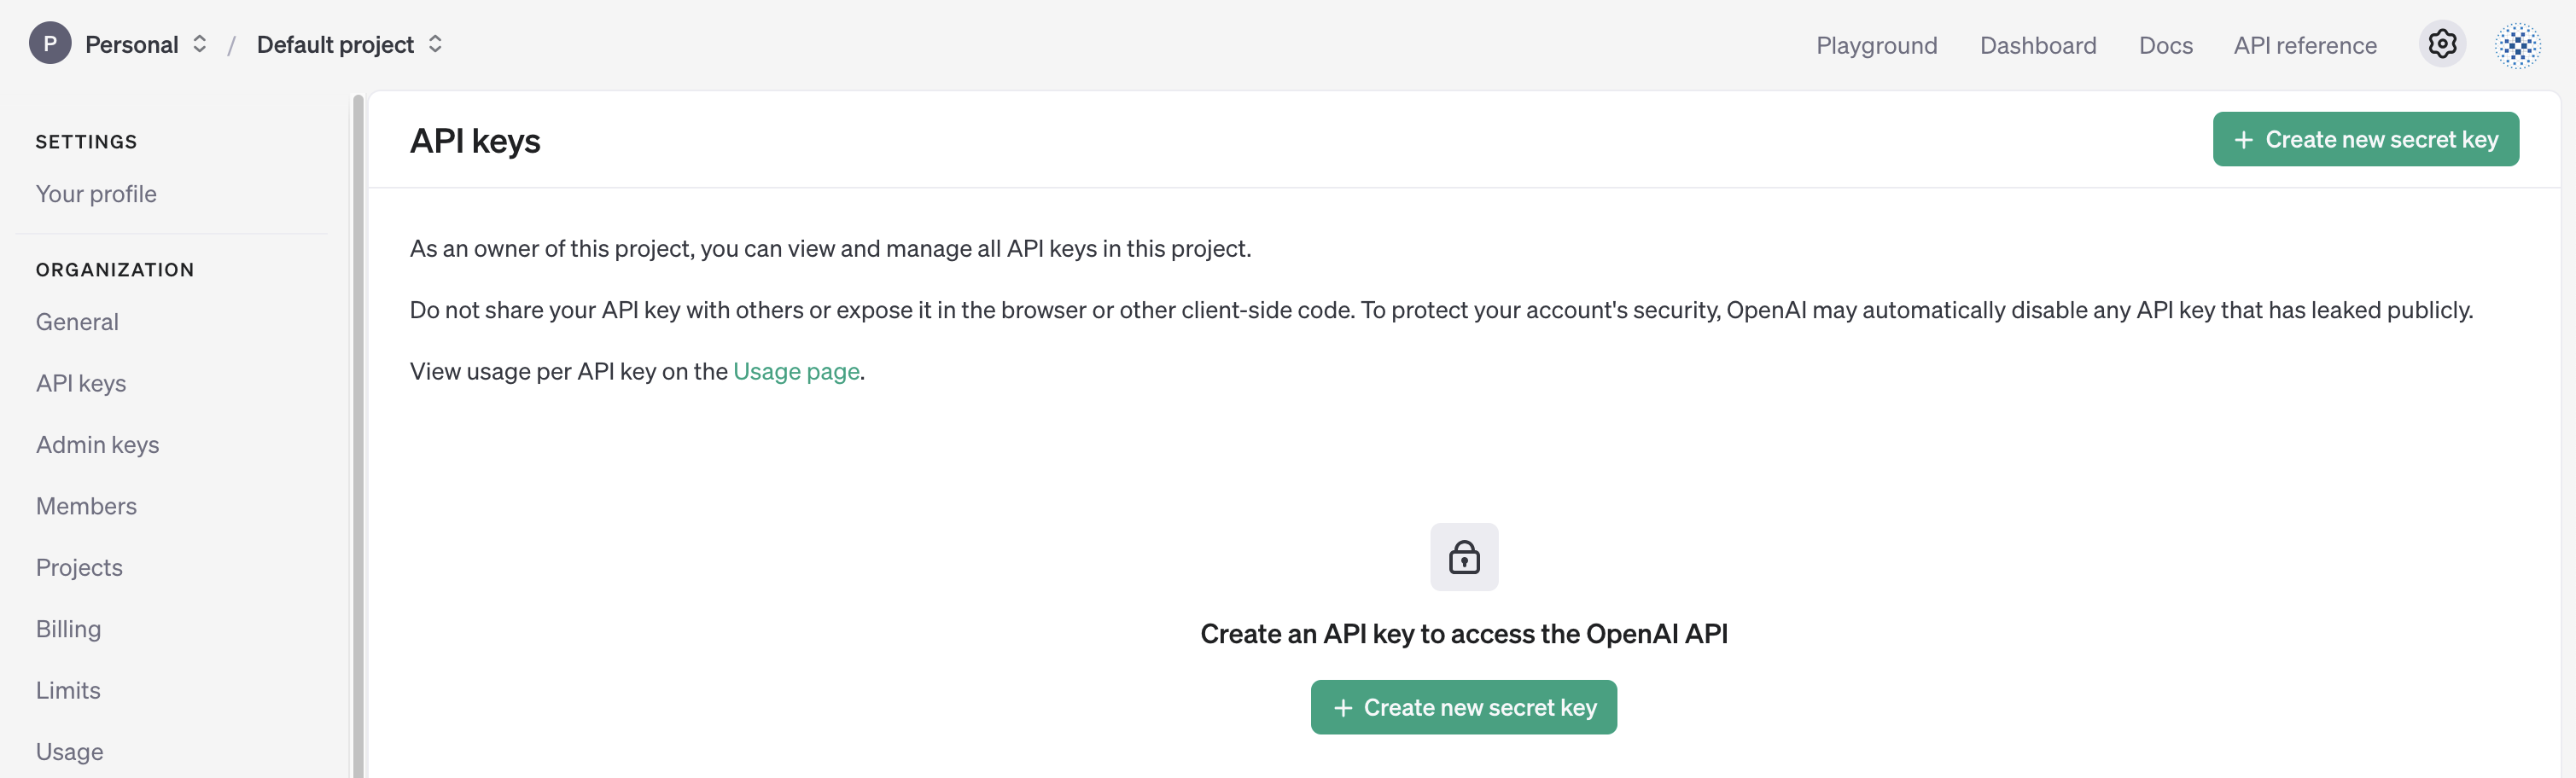 P Personal / Default project
Playground Dashboard Docs API reference
SETTINGS
Your profile
ORGANIZATION
General
API keys
Admin keys
Members
Projects
Billing
Limits
Usage
API keys
+ Create new secret key
As an owner of this project, you can view and manage all API keys in this project.
Do not share your API key with others or expose it in the browser or other client-side code. To protect your account's security, OpenAI may automatically disable any API key that has leaked publicly.
View usage per API key on the Usage page.
Create an API key to access the OpenAI API
+ Create new secret key